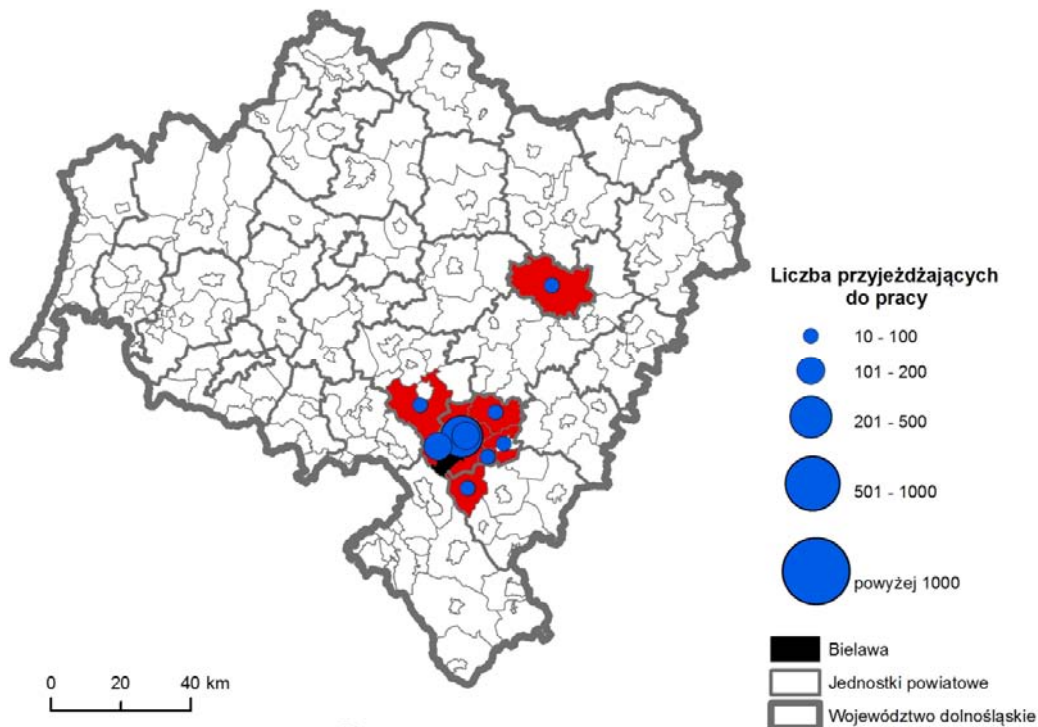 Liczba przyjeżdżających
do pracy
10 - 100
101 - 200
201 - 500
501 - 1000
powyżej 1000
Bielawa
Jednostki powiatowe
Województwo dolnośląskie
0 20 40 km